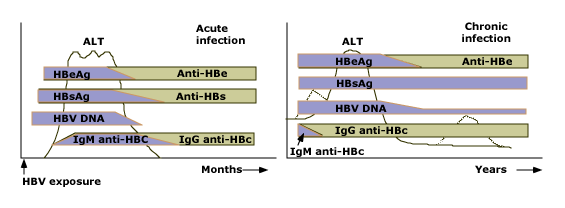 ALT
Acute
infection
HBeAg
Anti-HBe
HBsAg
Anti-HBs
HBV DNA
IgM anti-HBC
IgG anti-HBc
Months
HBV exposure
Chronic
infection
ALT
HBeAg
Anti-HBe
HBsAg
HBV DNA
IgG anti-HBc
IgM anti-HBc
Years